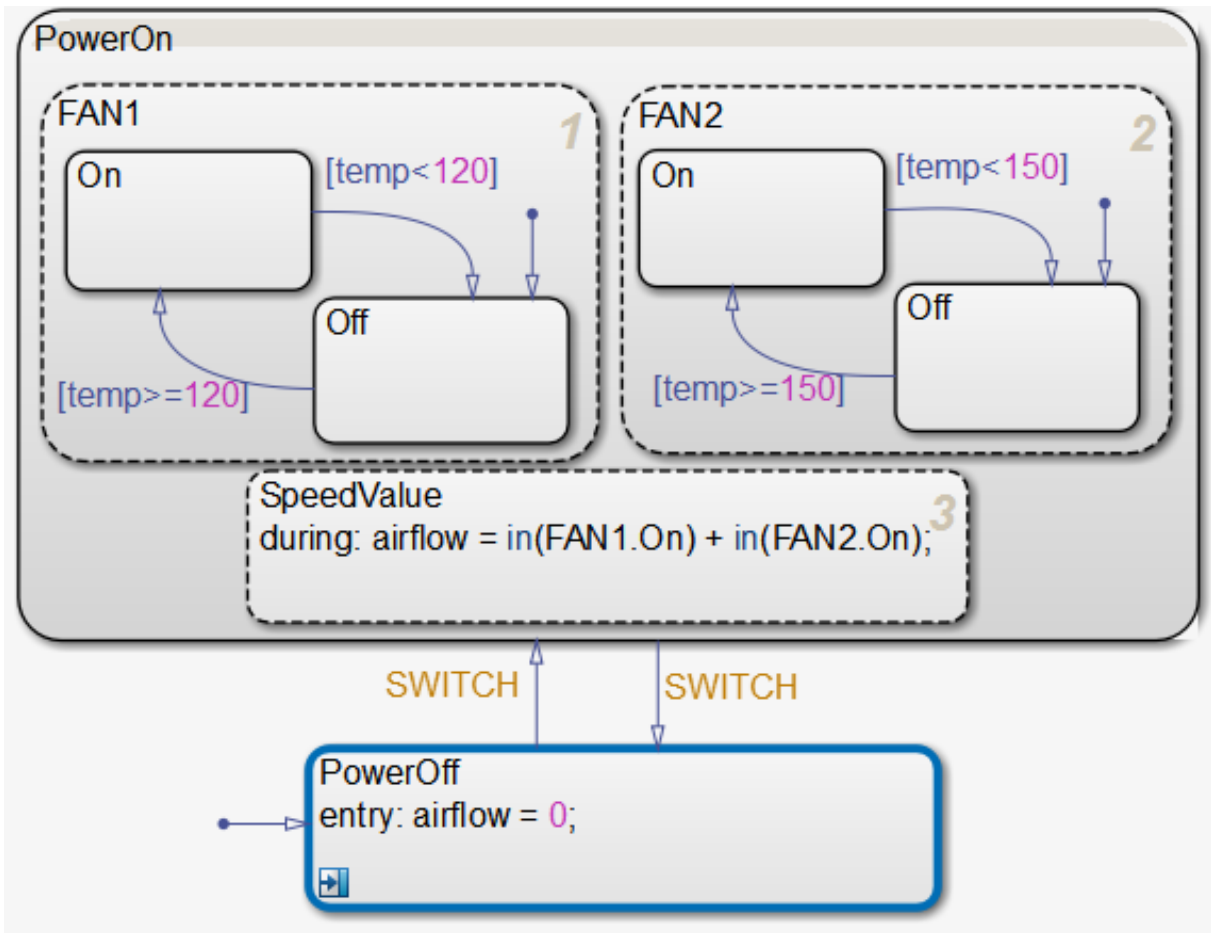 PowerOn
FAN1
1
On
[temp<120]
Off
[temp>=120]
FAN2
2
On
[temp<150]
Off
[temp>=150]
SpeedValue
3
during: airflow = in(FAN1.On) + in(FAN2.On);
SWITCH
SWITCH
PowerOff
entry: airflow = 0;